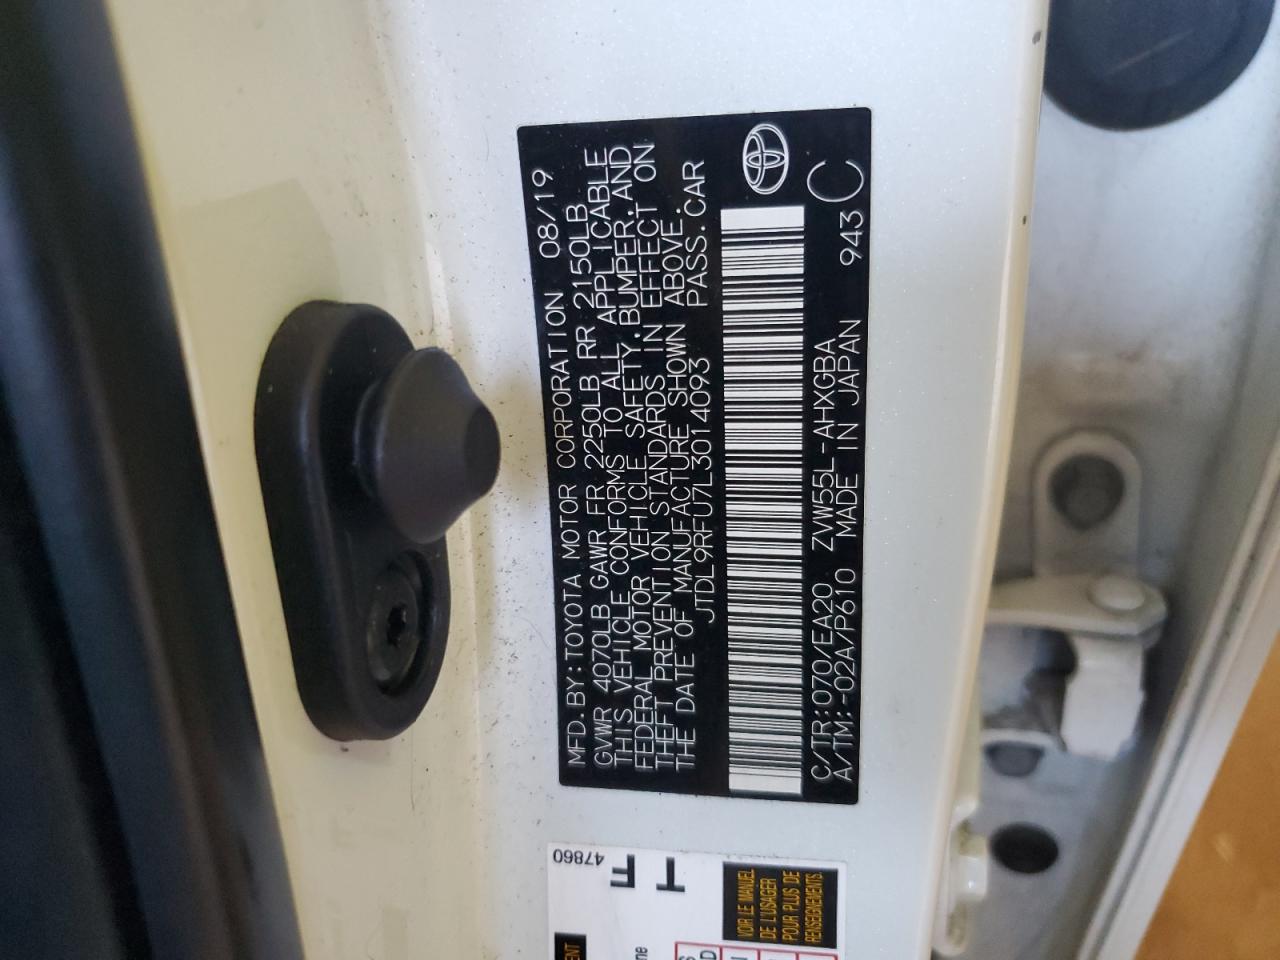 MFD.BY:TOYOTA MOTOR CORPORATION 08/19
GVWR 4070LB GAWR FR 2250LB RR 2150LB
THIS VEHICLE CONFORMS TO ALL APPLICABLE
FEDERAL MOTOR VEHICLE SAFETY,BUMPER,AND
THEFT PREVENTION STANDARDS IN EFFECT ON
THE DATE OF MANUFACTURE SHOWN ABOVE.
JTDL9RFU7L3014093 PASS.CAR
C/TR:070/EA20 ZVW55L-AHXGBA 943 C
A/TM:-02A/P610 MADE IN JAPAN
47860
F
T
VOIR LE MANUEL
DE L'USAGER
POUR PLUS DE
RENSEIGNEMENTS.